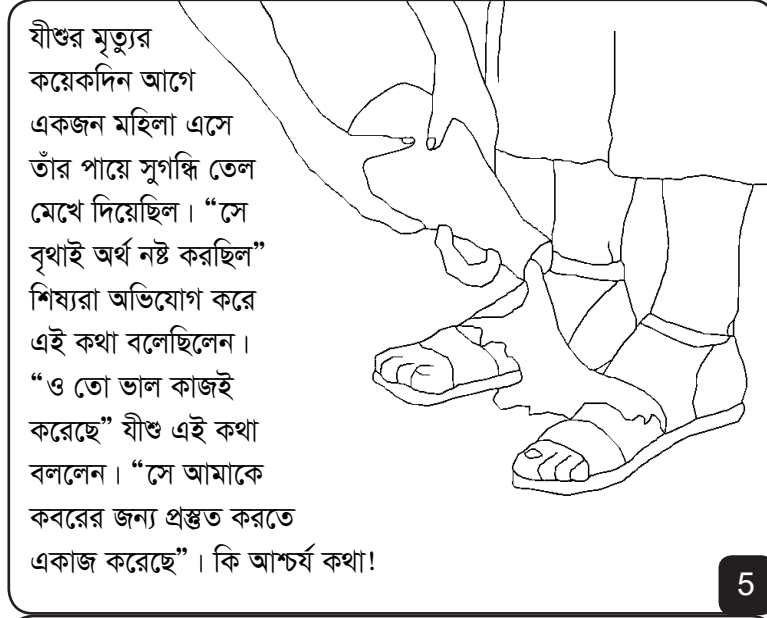 যীশুর মৃত্যুর
কয়েকদিন আগে
একজন মহিলা এসে
তাঁর পায়ে সুগন্ধি তেল
মেখে দিয়েছিল। “সে
বৃথাই অর্থ নষ্ট করছিল”
শিষ্যরা অভিযোগ করে
এই কথা বলেছিলেন।
“ও তো ভাল কাজই
করেছে” যীশু এই কথা
বললেন। “সে আমাকে
কবরের জন্য প্রস্তুত করতে
একাজ করেছে”। কি আশ্চর্য কথা!
5